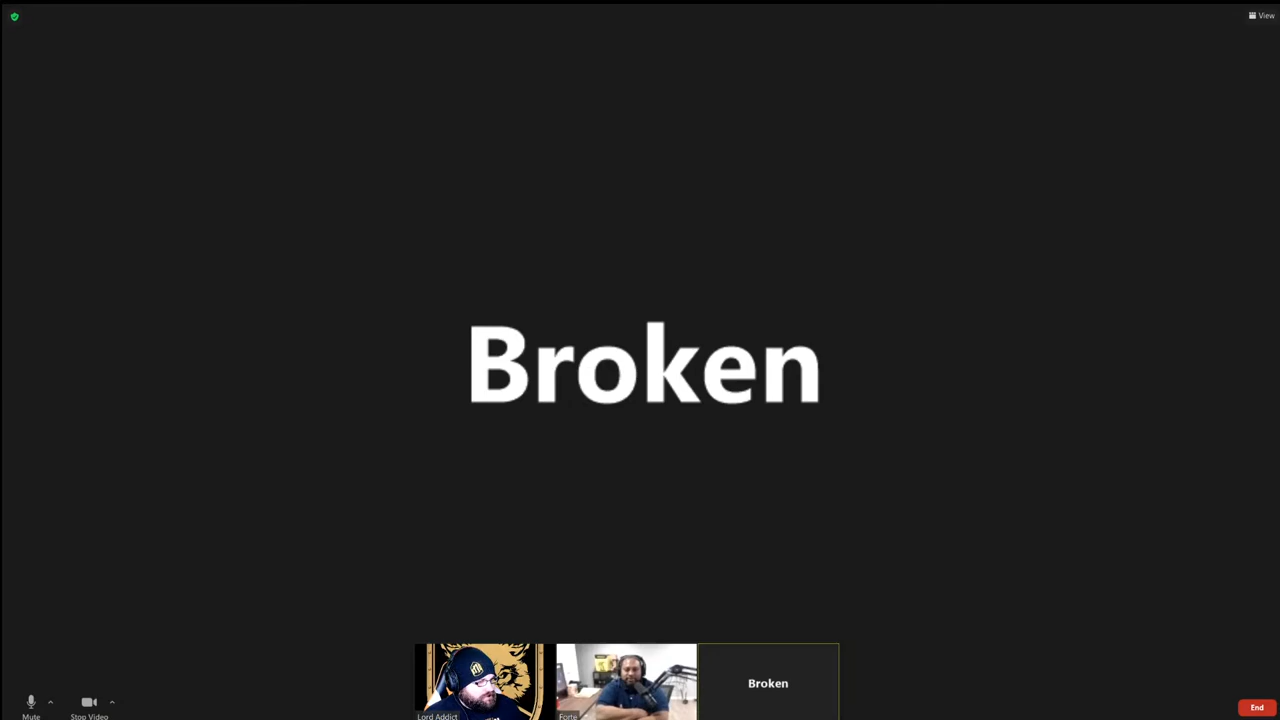 View
Broken
Broken
Lord Addict
Forte
Mute
Stop Video
End